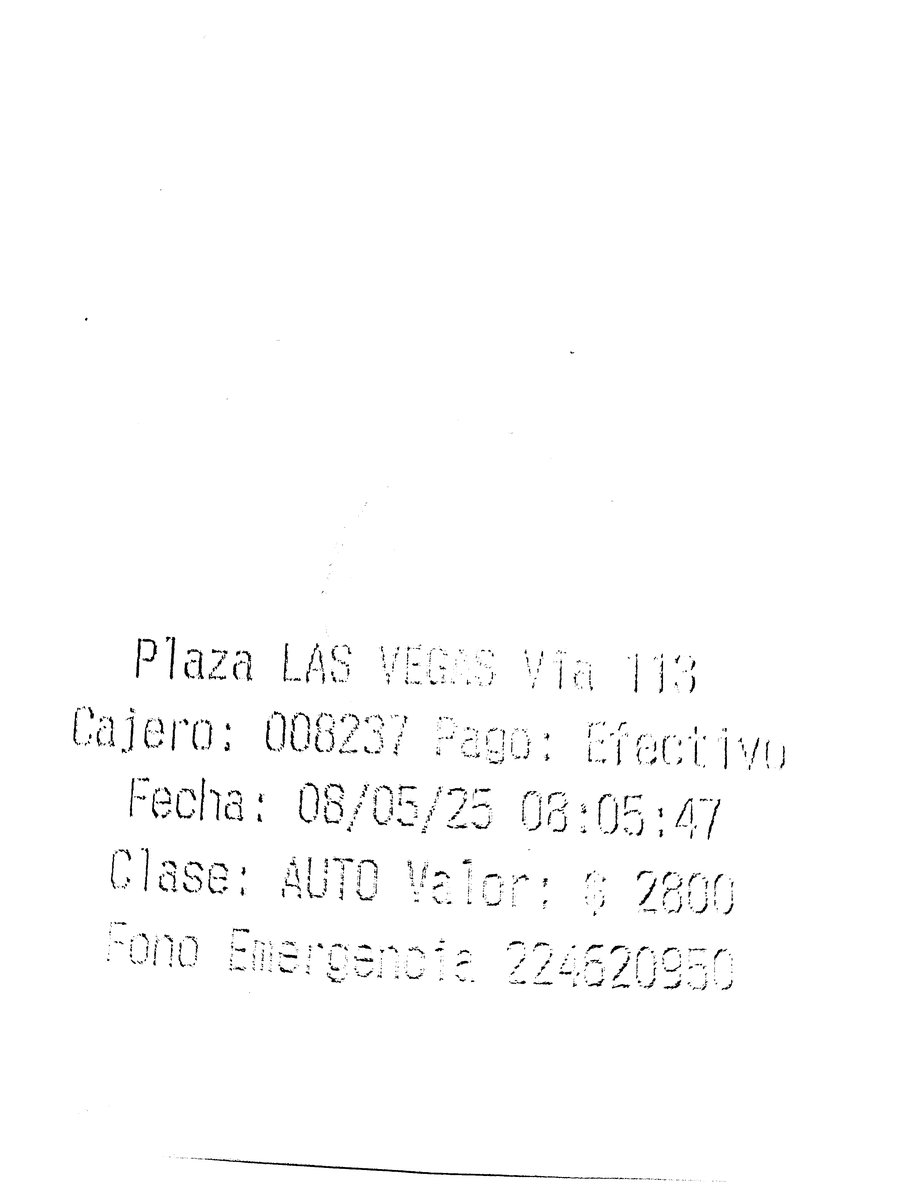 Plaza LAS VEGAS Vía 113
Cajero: 008237 Pago: Efectivo
Fecha: 08/05/25 08:05:47
Clase: AUTO Valor: $ 2800
Fono Emergencia 224620950